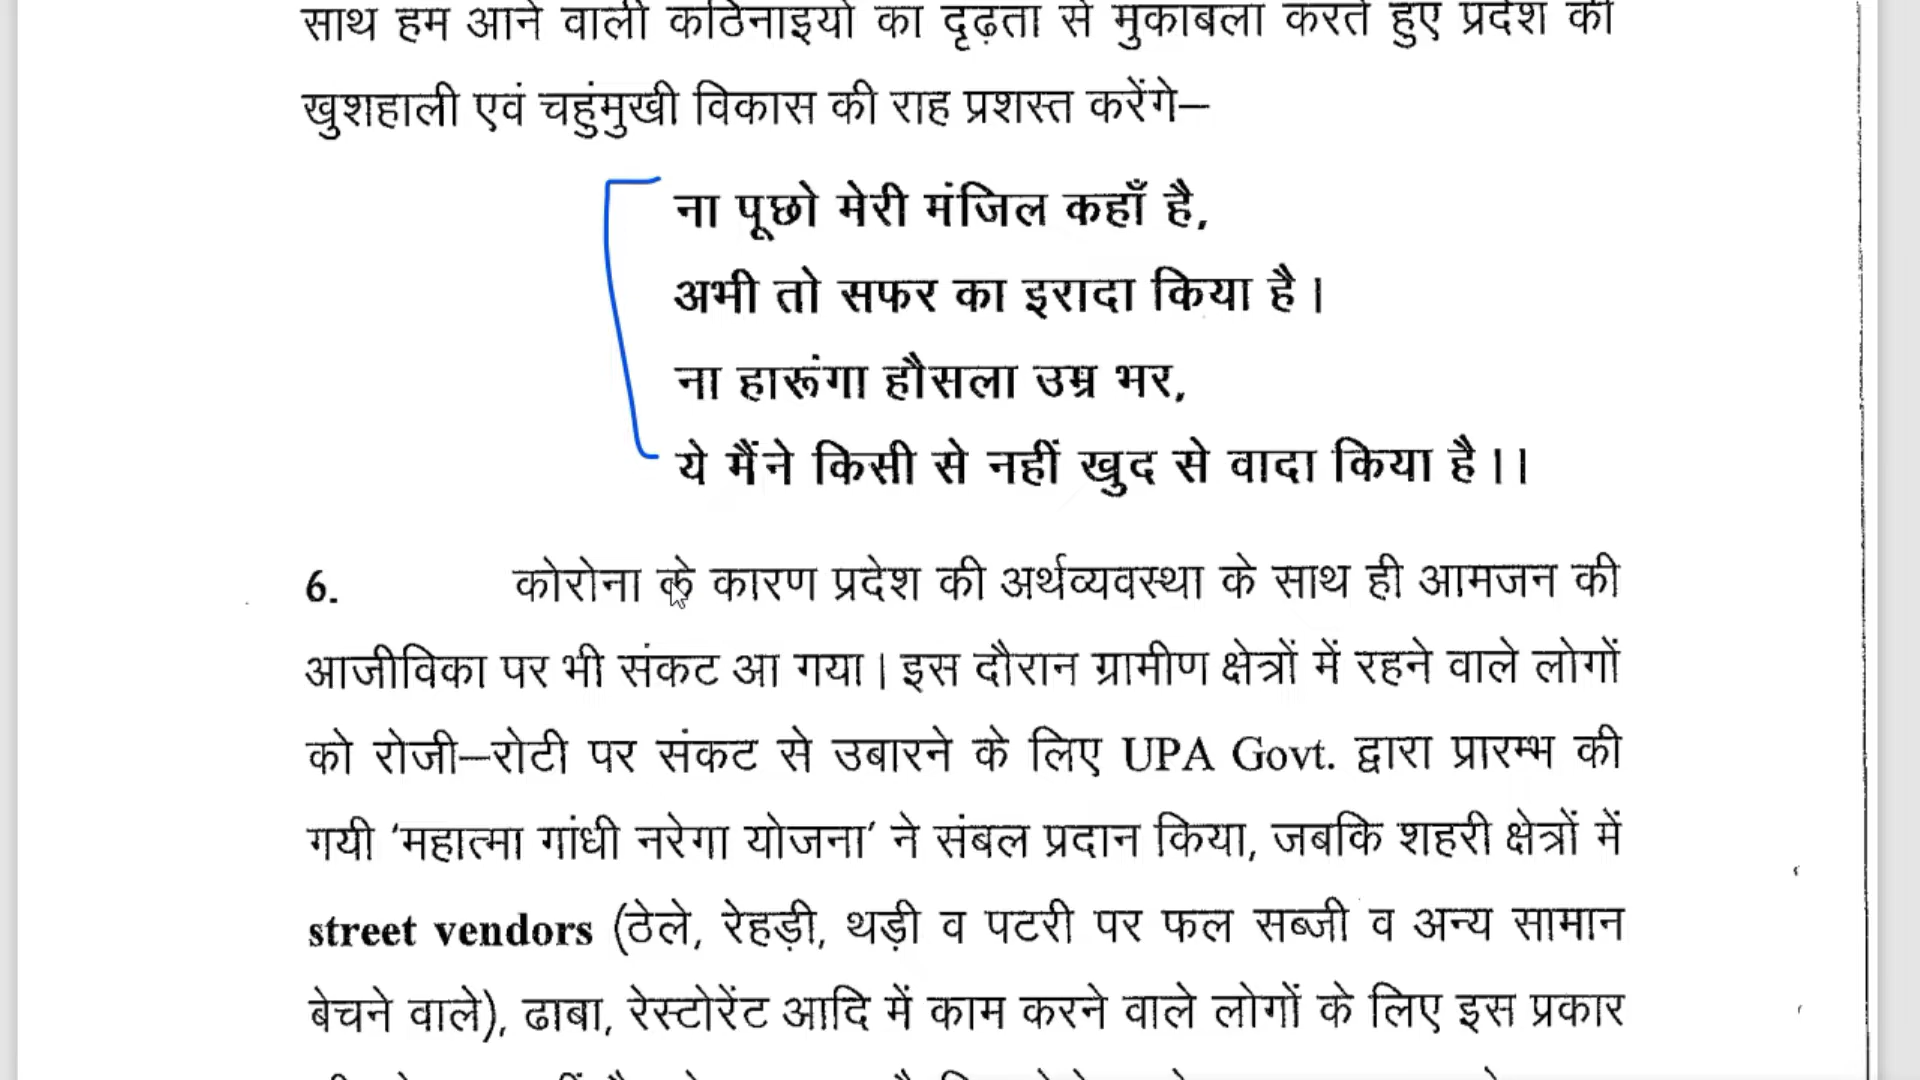 साथ हम आने वाली कठिनाइयों का दृढ़ता से मुकाबला करते हुए प्रदेश की
खुशहाली एवं चहुंमुखी विकास की राह प्रशस्त करेंगे–
ना पूछो मेरी मंजिल कहाँ है,
अभी तो सफर का इरादा किया है।
ना हारूंगा हौसला उम्र भर,
ये मैंने किसी से नहीं खुद से वादा किया है।।
6. कोरोना के कारण प्रदेश की अर्थव्यवस्था के साथ ही आमजन की
आजीविका पर भी संकट आ गया। इस दौरान ग्रामीण क्षेत्रों में रहने वाले लोगों
को रोजी–रोटी पर संकट से उबारने के लिए UPA Govt. द्वारा प्रारम्भ की
गयी 'महात्मा गांधी नरेगा योजना' ने संबल प्रदान किया, जबकि शहरी क्षेत्रों में
street vendors (ठेले, रेहड़ी, थड़ी व पटरी पर फल सब्जी व अन्य सामान
बेचने वाले), ढाबा, रेस्टोरेंट आदि में काम करने वाले लोगों के लिए इस प्रकार